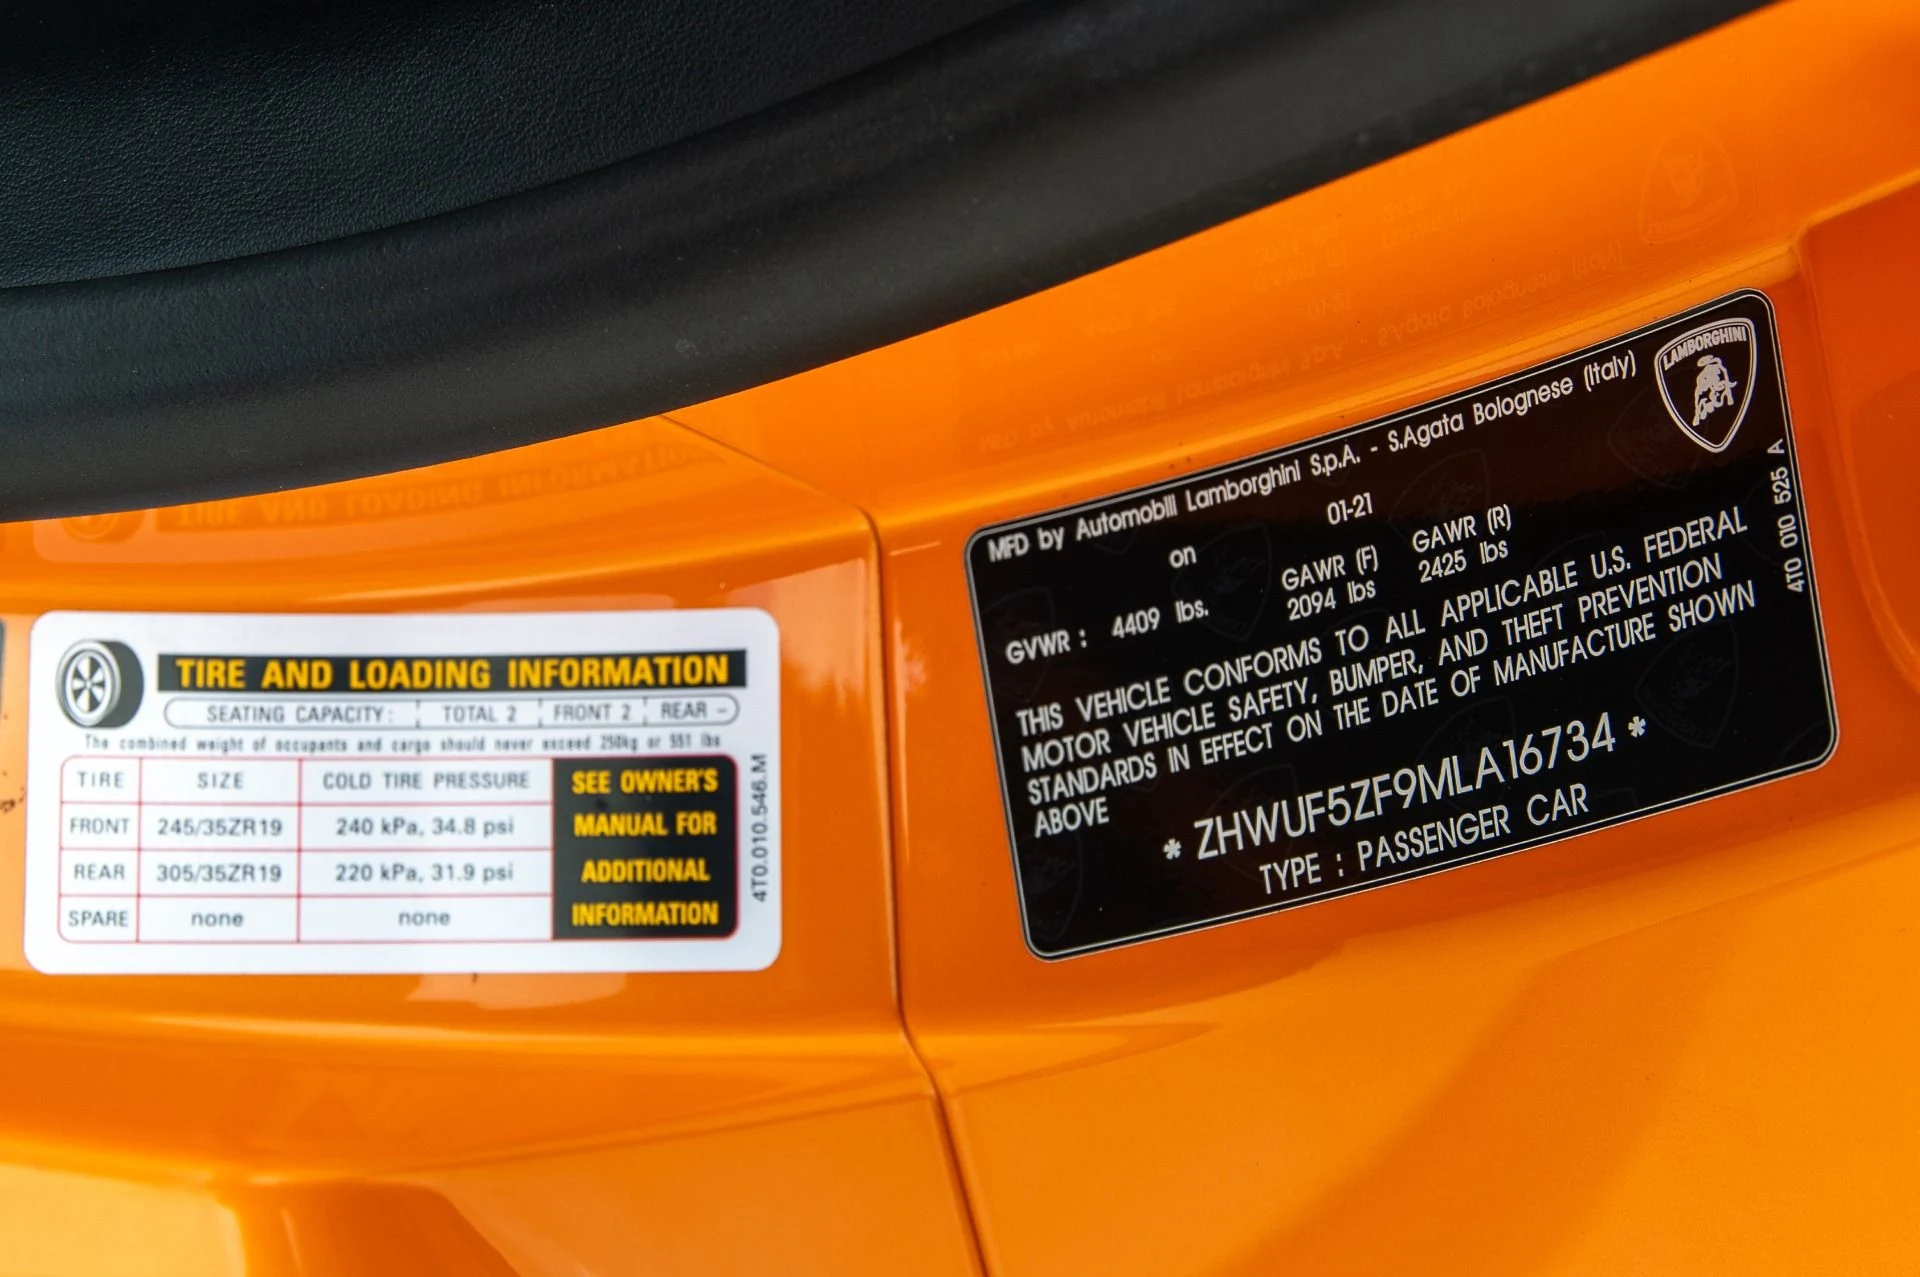 TIRE AND LOADING INFORMATION
SEATING CAPACITY: TOTAL 2 FRONT 2 REAR -
The combined weight of occupants and cargo should never exceed 250kg or 551 lbs
TIRE SIZE COLD TIRE PRESSURE SEE OWNER'S
FRONT 245/35ZR19 240 kPa, 34.8 psi MANUAL FOR
REAR 305/35ZR19 220 kPa, 31.9 psi ADDITIONAL
SPARE none none INFORMATION
4T0.010.546.M
LAMBORGHINI
MFD by Automobili Lamborghini S.p.A. - S.Agata Bolognese (Italy)
on 01-21
GVWR : 4409 lbs. GAWR (F) GAWR (R)
2094 lbs 2425 lbs
THIS VEHICLE CONFORMS TO ALL APPLICABLE U.S. FEDERAL
MOTOR VEHICLE SAFETY, BUMPER, AND THEFT PREVENTION
STANDARDS IN EFFECT ON THE DATE OF MANUFACTURE SHOWN
ABOVE
* ZHWUF5ZF9MLA16734 *
TYPE : PASSENGER CAR
4T0 010 525 A